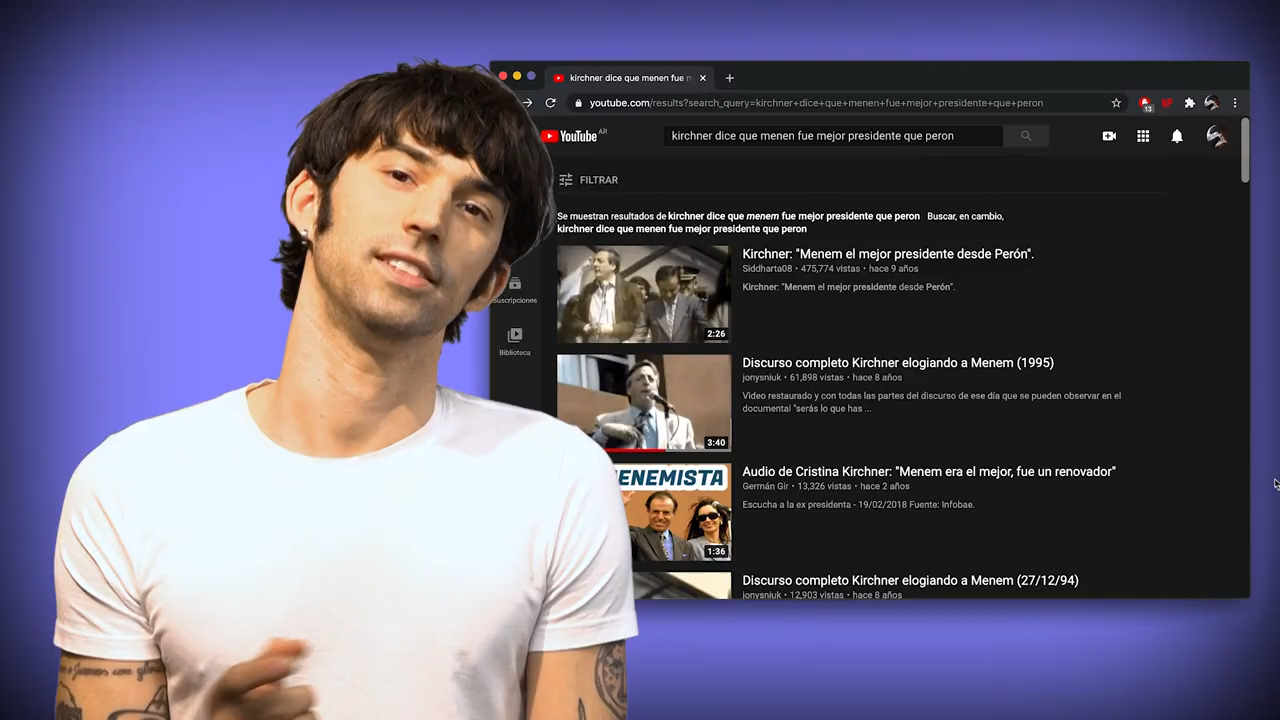 kirchner dice que menen fue m
youtube.com/results?search_query=kirchner+dice+que+menen+fue+mejor+presidente+que+peron
13
YouTube AR
kirchner dice que menen fue mejor presidente que peron
FILTRAR
Se muestran resultados de kirchner dice que menem fue mejor presidente que peron Buscar, en cambio,
kirchner dice que menen fue mejor presidente que peron
Kirchner: "Menem el mejor presidente desde Perón".
Siddharta08 • 475,774 vistas • hace 9 años
Kirchner: "Menem el mejor presidente desde Perón".
2:26
Suscripciones
Biblioteca
Discurso completo Kirchner elogiando a Menem (1995)
jonysniuk • 61,898 vistas • hace 8 años
Video restaurado y con todas las partes del discurso de ese día que se pueden observar en el
documental "serás lo que has ...
3:40
ENEMISTA
Audio de Cristina Kirchner: "Menem era el mejor, fue un renovador"
Germán Gir • 13,326 vistas • hace 2 años
Escucha a la ex presidenta - 19/02/2018 Fuente: Infobae.
1:36
Discurso completo Kirchner elogiando a Menem (27/12/94)
jonysniuk • 12,903 vistas • hace 8 años